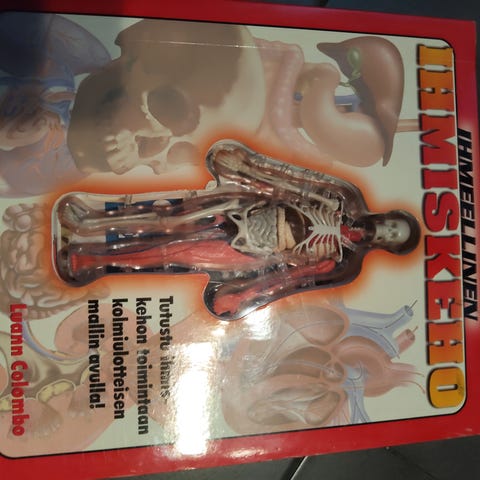 IHMEELLINEN
IHMISKEHO
Tutustu ihmis-
kehon toimintaan
kolmiulotteisen
mallin avulla!
Luann Colombo